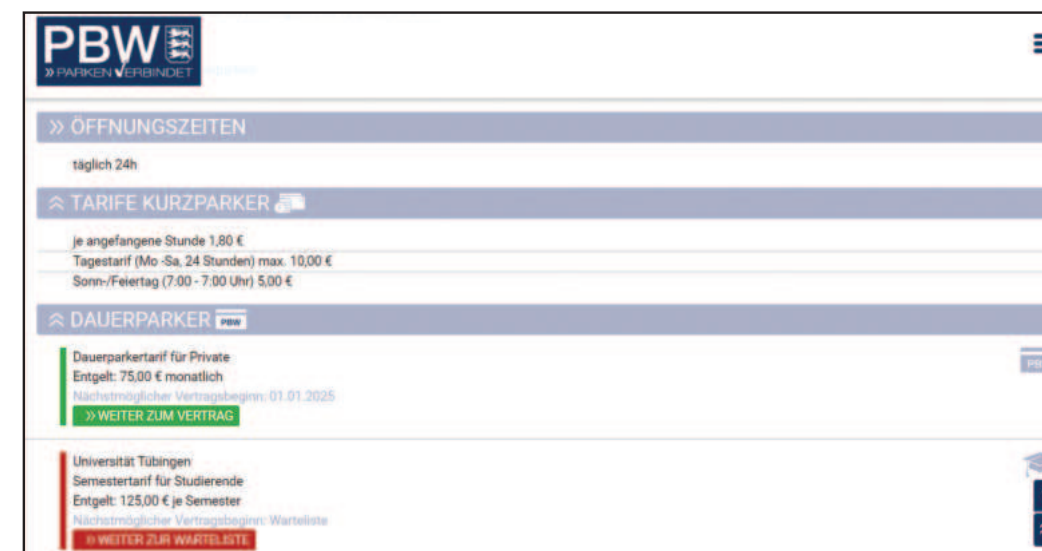 PBW
» PARKEN VERBINDET
» ÖFFNUNGSZEITEN
täglich 24h
TARIFE KURZPARKER
je angefangene Stunde 1,80 €
Tagestarif (Mo -Sa, 24 Stunden) max. 10,00 €
Sonn-/Feiertag (7:00 - 7:00 Uhr) 5,00 €
DAUERPARKER PBW
Dauerparkertarif für Private
Entgelt: 75,00 € monatlich
Nächstmöglicher Vertragsbeginn: 01.01.2025
» WEITER ZUM VERTRAG
Universität Tübingen
Semestertarif für Studierende
Entgelt: 125,00 € je Semester
Nächstmöglicher Vertragsbeginn: Warteliste
» WEITER ZUR WARTELISTE